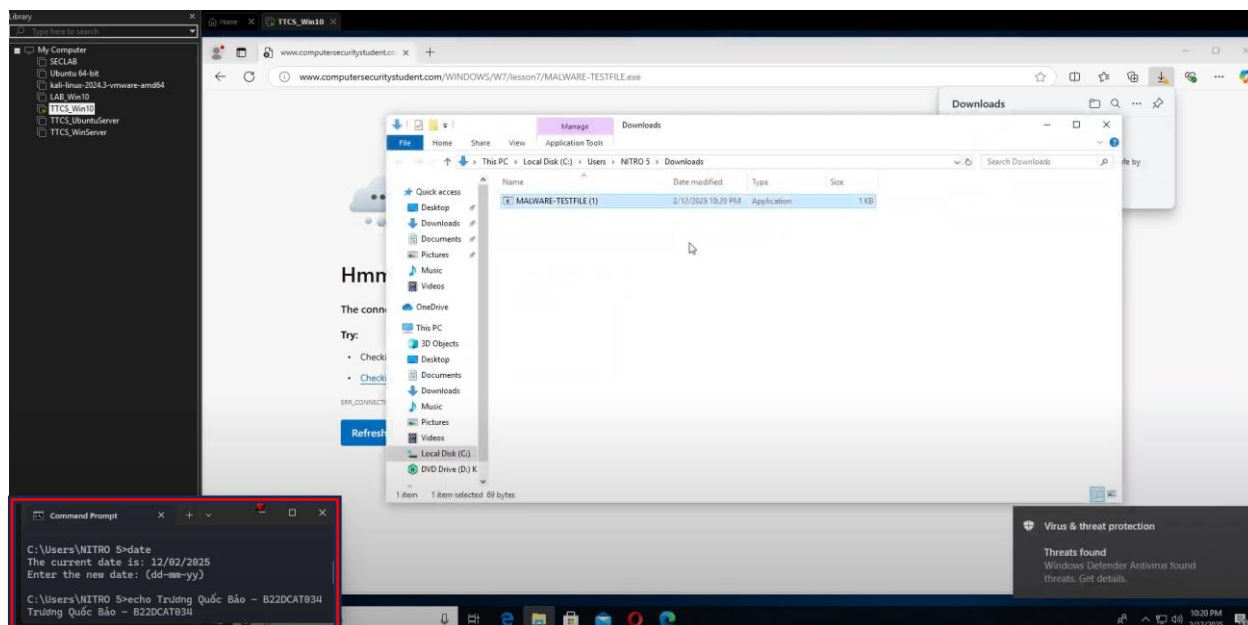 Library
Type here to search
My Computer
SECLAB
Ubuntu 64-bit
kali-linux-2024.3-vmware-amd64
LAB_Win10
TTCS_Win10
TTCS_UbuntuServer
TTCS_WinServer
Home
TTCS_Win10
www.computersecuritystudent.co
www.computersecuritystudent.com/WINDOWS/W7/lesson7/MALWARE-TESTFILE.exe
Downloads
Manage
Downloads
File Home Share View Application Tools
This PC > Local Disk (C:) > Users > NITRO 5 > Downloads
Search Downloads
fe by
Name Date modified Type Size
MALWARE-TESTFILE (1) 2/12/2025 10:20 PM Application 1 KB
Quick access
Desktop
Downloads
Documents
Pictures
Music
Videos
OneDrive
This PC
3D Objects
Desktop
Documents
Downloads
Music
Pictures
Videos
Local Disk (C:)
DVD Drive (D:) K
1 item 1 item selected 69 bytes
Hmm
The conn
Try:
Checki
Checki
ERR_CONNECT
Refresh
Command Prompt
C:\Users\NITRO 5>date
The current date is: 12/02/2025
Enter the new date: (dd-mm-yy)
C:\Users\NITRO 5>echo Trương Quốc Bảo - B22DCAT034
Trương Quốc Bảo - B22DCAT034
Virus & threat protection
Threats found
Windows Defender Antivirus found
threats. Get details.
10:20 PM
2/12/2025